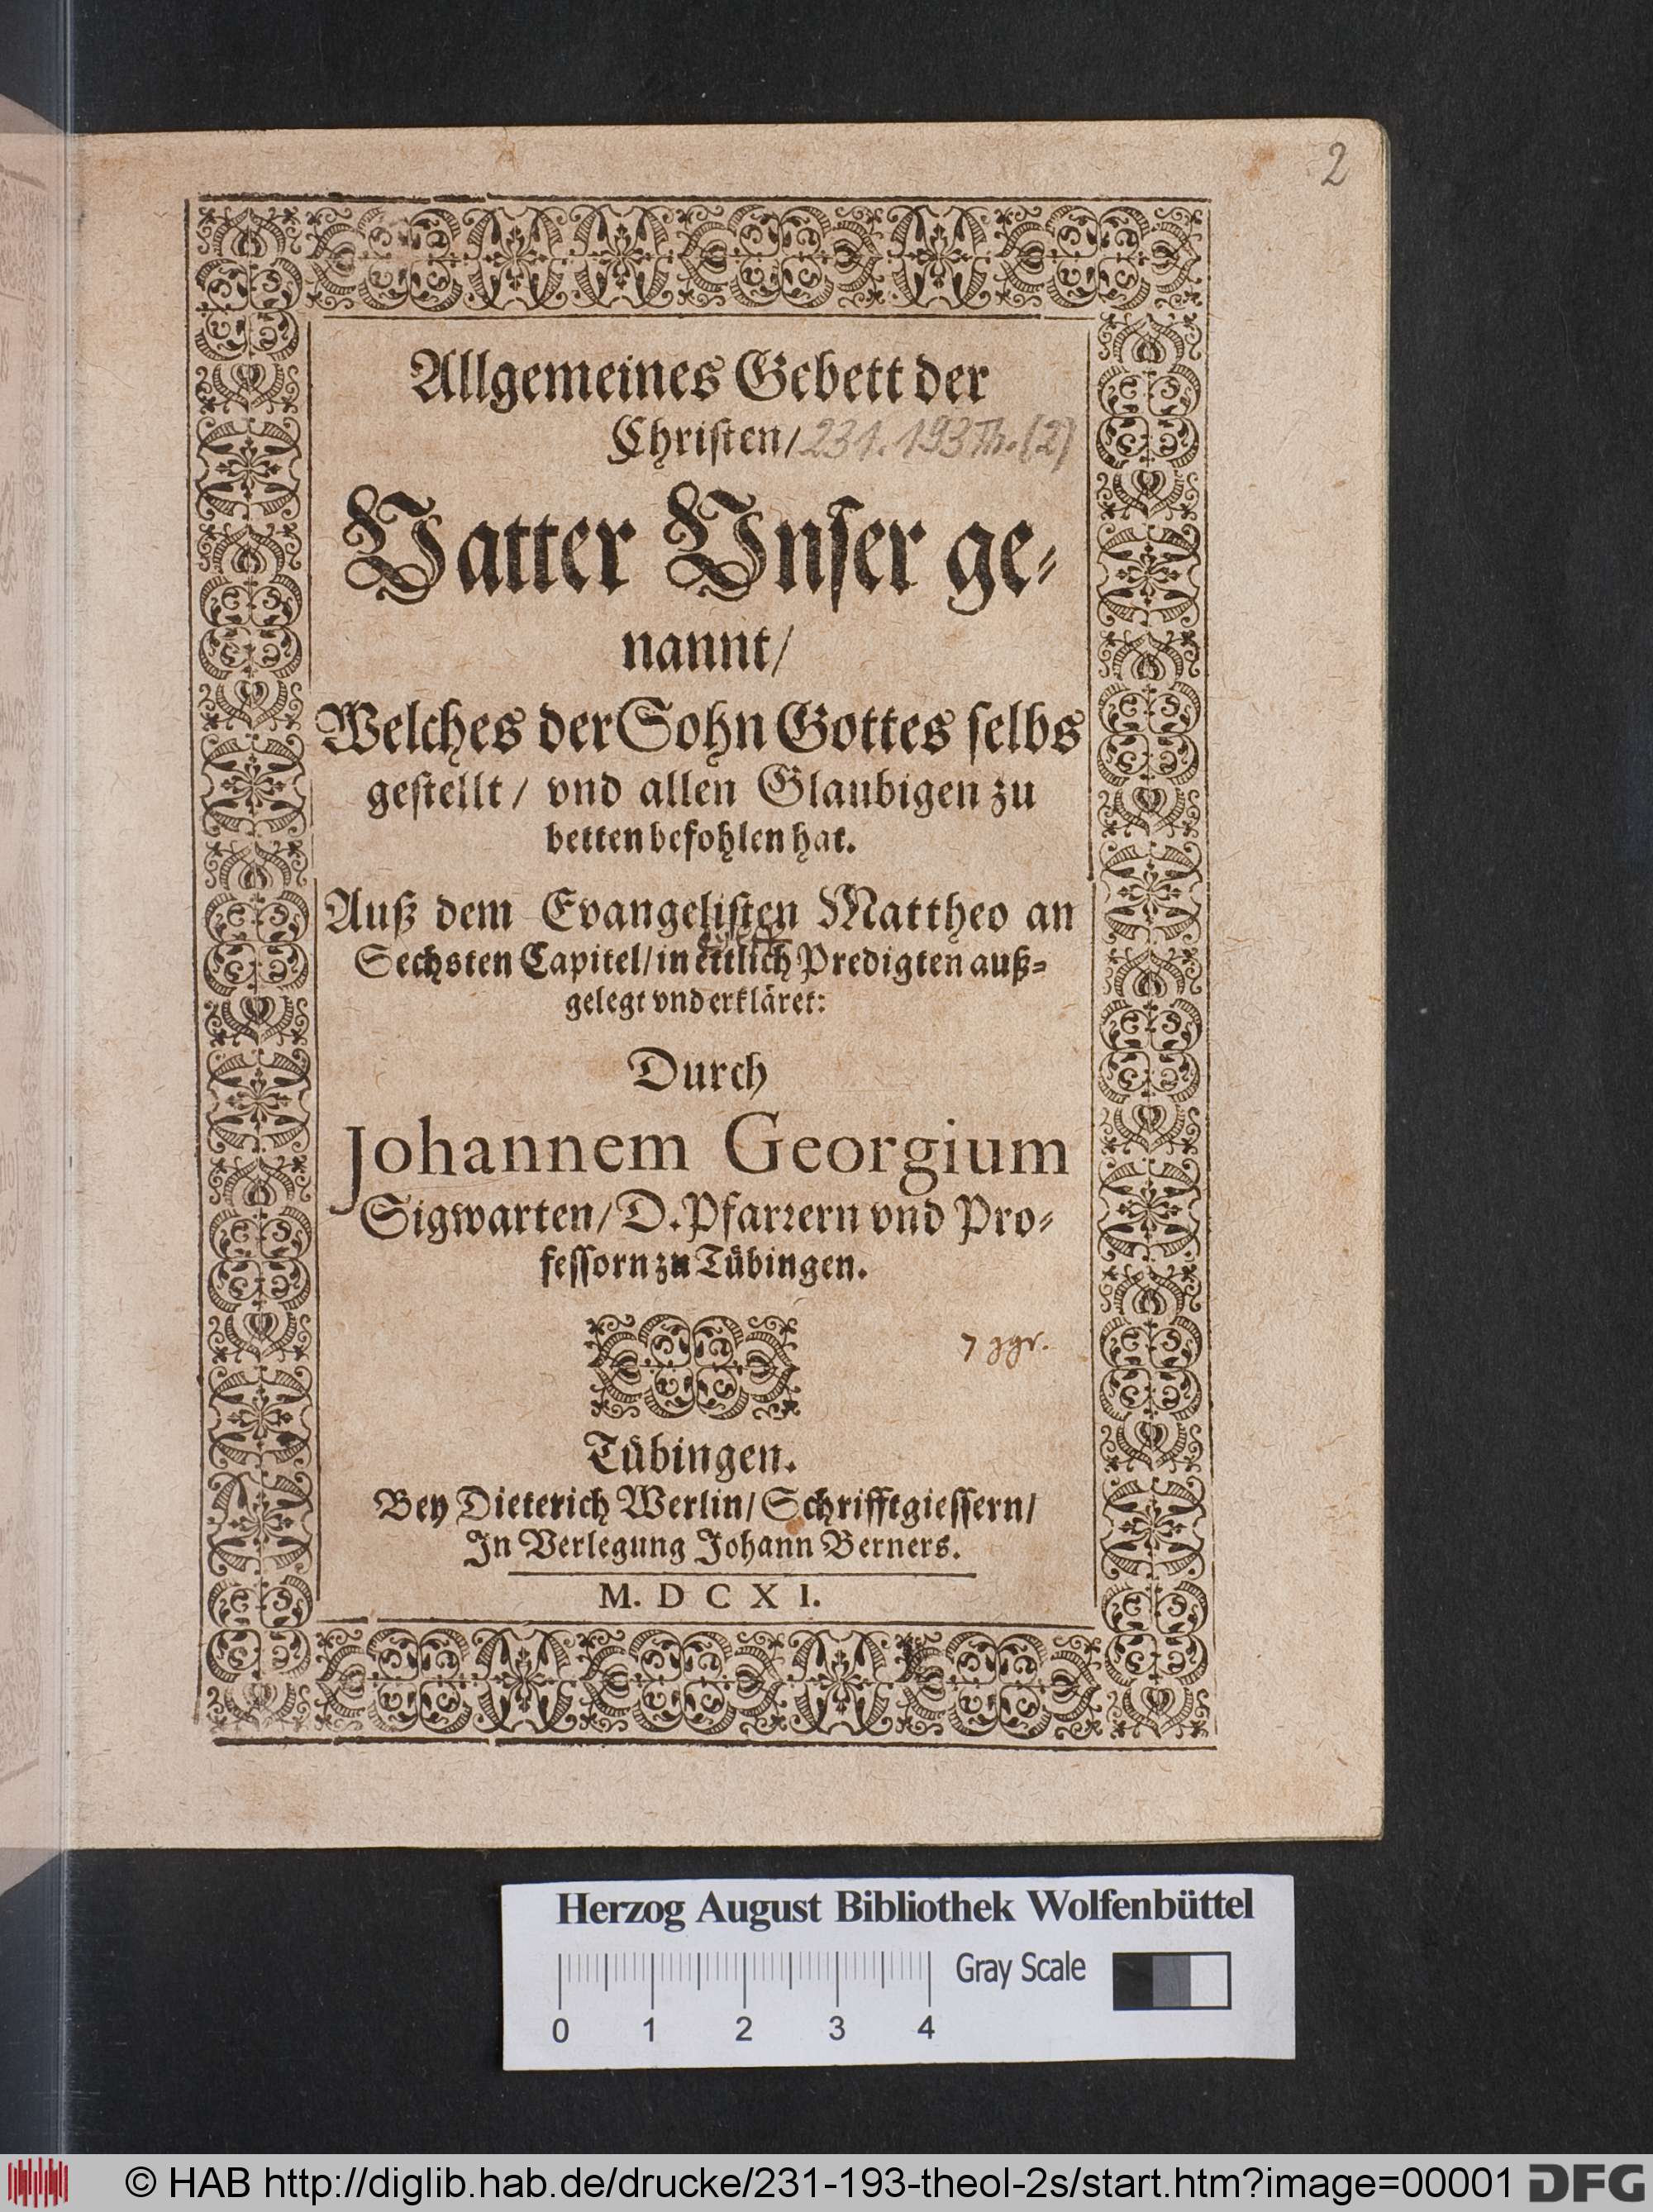 2
Allgemeines Gebett der
Christen/ 231. 193 Th. (2)
Vatter Vnſer ge⸗
nannt/
Welches der Sohn Gottes ſelbs
geſtellt/ vnd allen Glaubigen zu
betten befohlen hat.
Auß dem Evangeliſten Mattheo an
Sechsten Capitel/ in ettlich Predigten auß⸗
gelegt vnd erkläret:
Durch
Johannem Georgium
Sigwarten/ D. Pfarꝛern vnd Pro⸗
feſſorn zu Tübingen.
7 ggr.
Tübingen.
Bey Dieterich Werlin/ Schrifftgieſſern/
In Verlegung Johann Berners.
M. D C X I.
Herzog August Bibliothek Wolfenbüttel
Gray Scale
0 1 2 3 4
© HAB http://diglib.hab.de/drucke/231-193-theol-2s/start.htm?image=00001 DFG